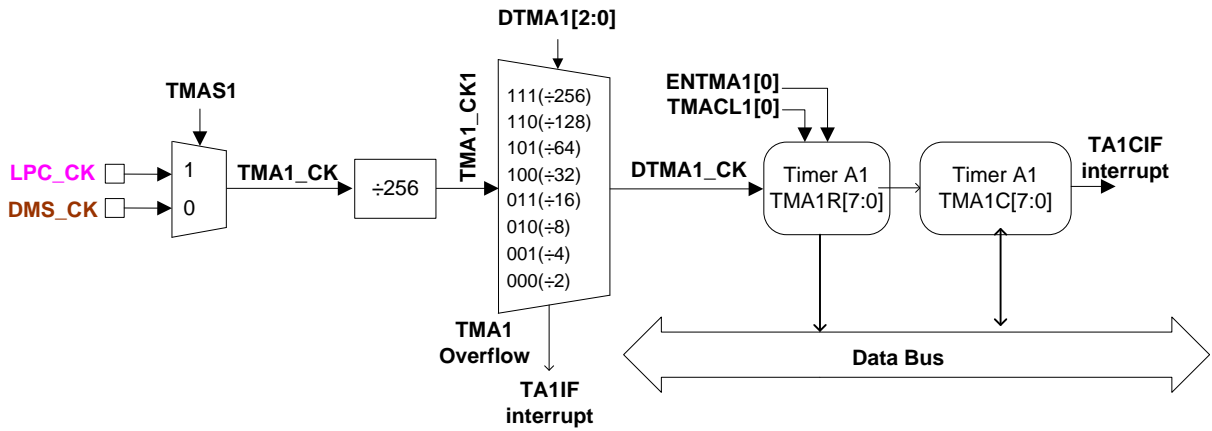 DTMA1[2:0]
TMAS1
LPC_CK
DMS_CK
1
0
TMA1_CK
÷256
TMA1_CK1
111(÷256)
110(÷128)
101(÷64)
100(÷32)
011(÷16)
010(÷8)
001(÷4)
000(÷2)
TMA1
Overflow
TA1IF
interrupt
DTMA1_CK
ENTMA1[0]
TMACL1[0]
Timer A1
TMA1R[7:0]
Timer A1
TMA1C[7:0]
TA1CIF
interrupt
Data Bus